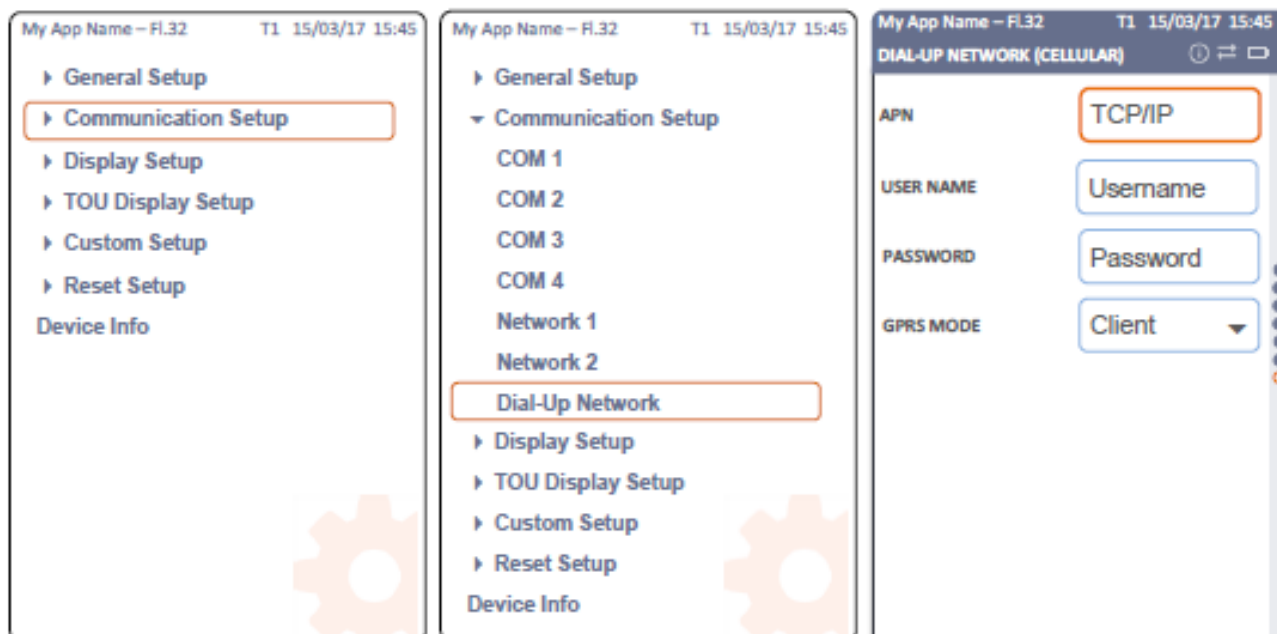 My App Name – Fl.32 T1 15/03/17 15:45
General Setup
Communication Setup
Display Setup
TOU Display Setup
Custom Setup
Reset Setup
Device Info
My App Name – Fl.32 T1 15/03/17 15:45
General Setup
Communication Setup
COM 1
COM 2
COM 3
COM 4
Network 1
Network 2
Dial-Up Network
Display Setup
TOU Display Setup
Custom Setup
Reset Setup
Device Info
My App Name – Fl.32 T1 15/03/17 15:45
DIAL-UP NETWORK (CELLULAR)
APN TCP/IP
USER NAME Username
PASSWORD Password
GPRS MODE Client